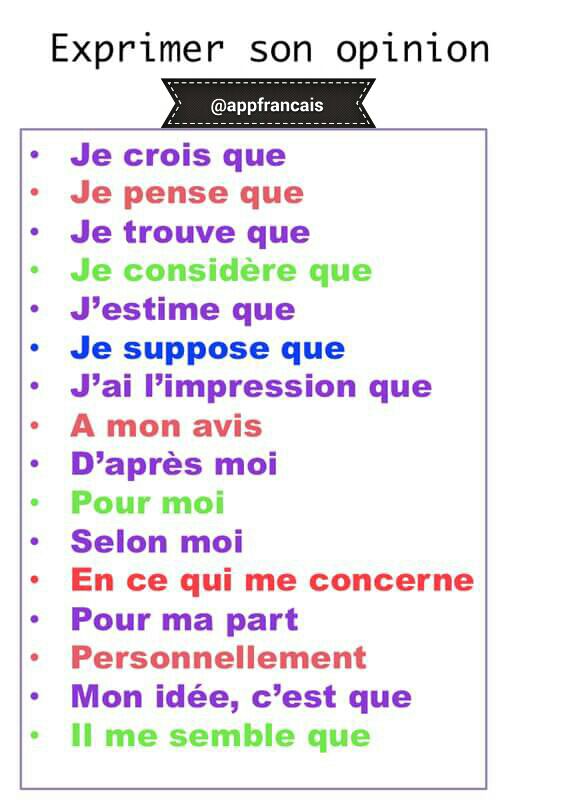 Exprimer son opinion
@appfrancais
• Je crois que
• Je pense que
• Je trouve que
• Je considère que
• J’estime que
• Je suppose que
• J’ai l’impression que
• A mon avis
• D’après moi
• Pour moi
• Selon moi
• En ce qui me concerne
• Pour ma part
• Personnellement
• Mon idée, c’est que
• Il me semble que